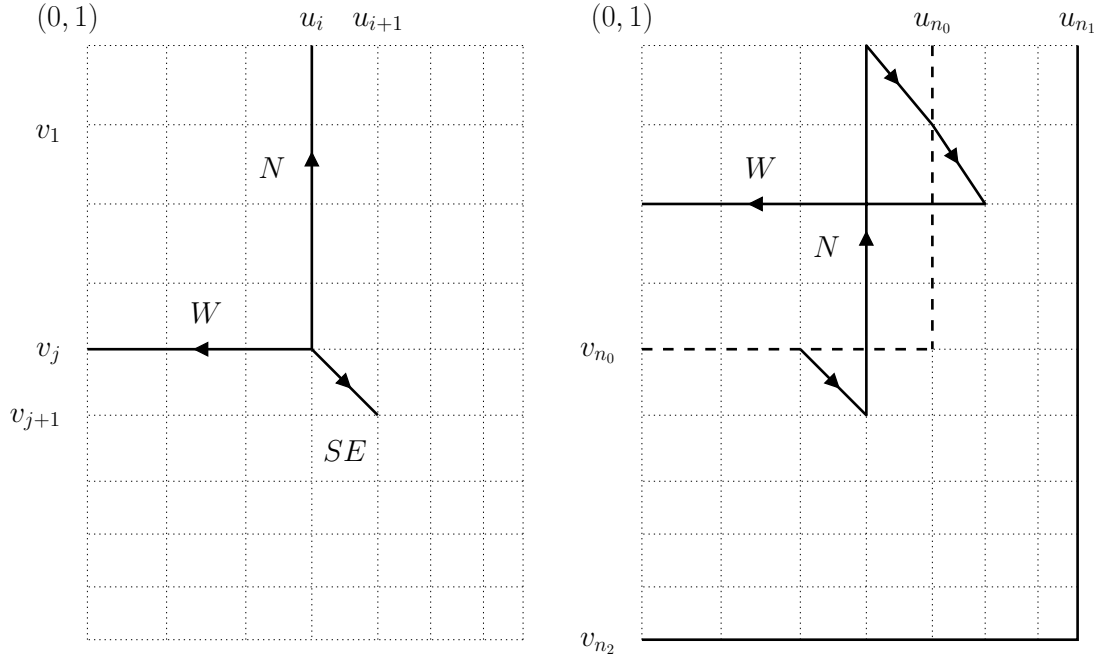 (0, 1) u_i u_{i+1}
v_1
N
W
v_j
v_{j+1}
SE
(0, 1) u_{n_0} u_{n_1}
W
N
v_{n_0}
v_{n_2}